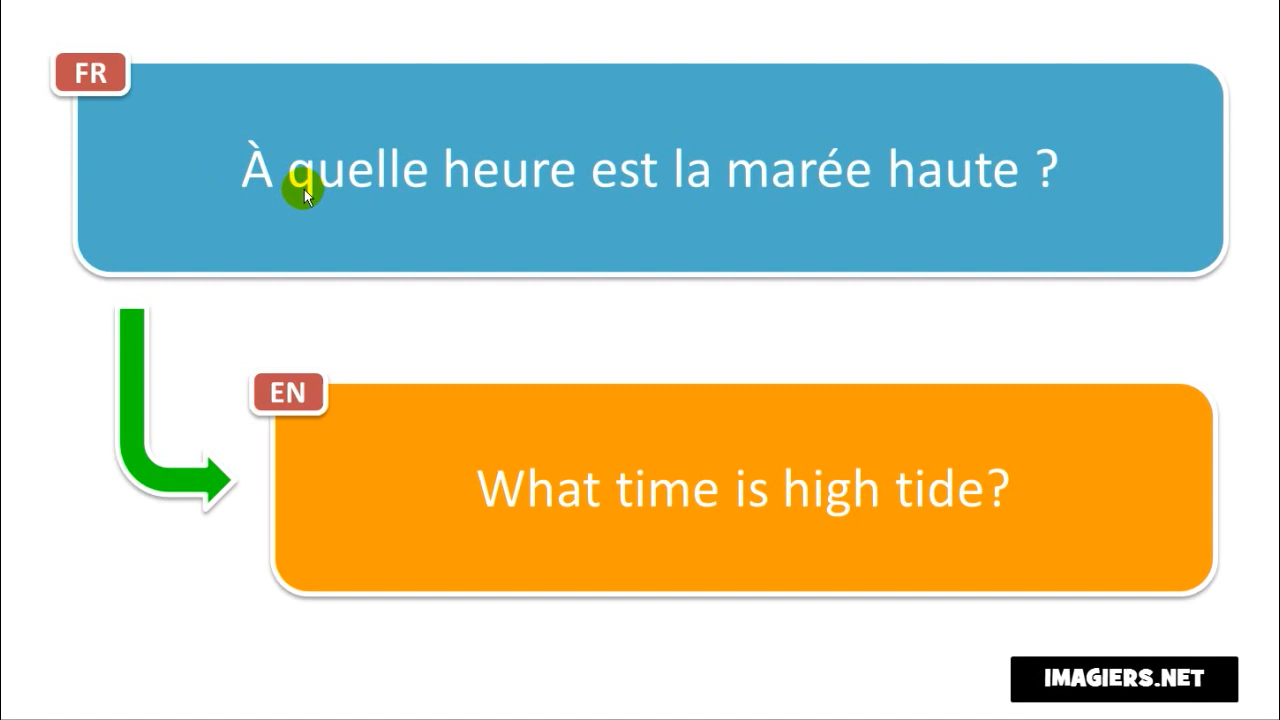 FR
À quelle heure est la marée haute ?
EN
What time is high tide?
IMAGIERS.NET